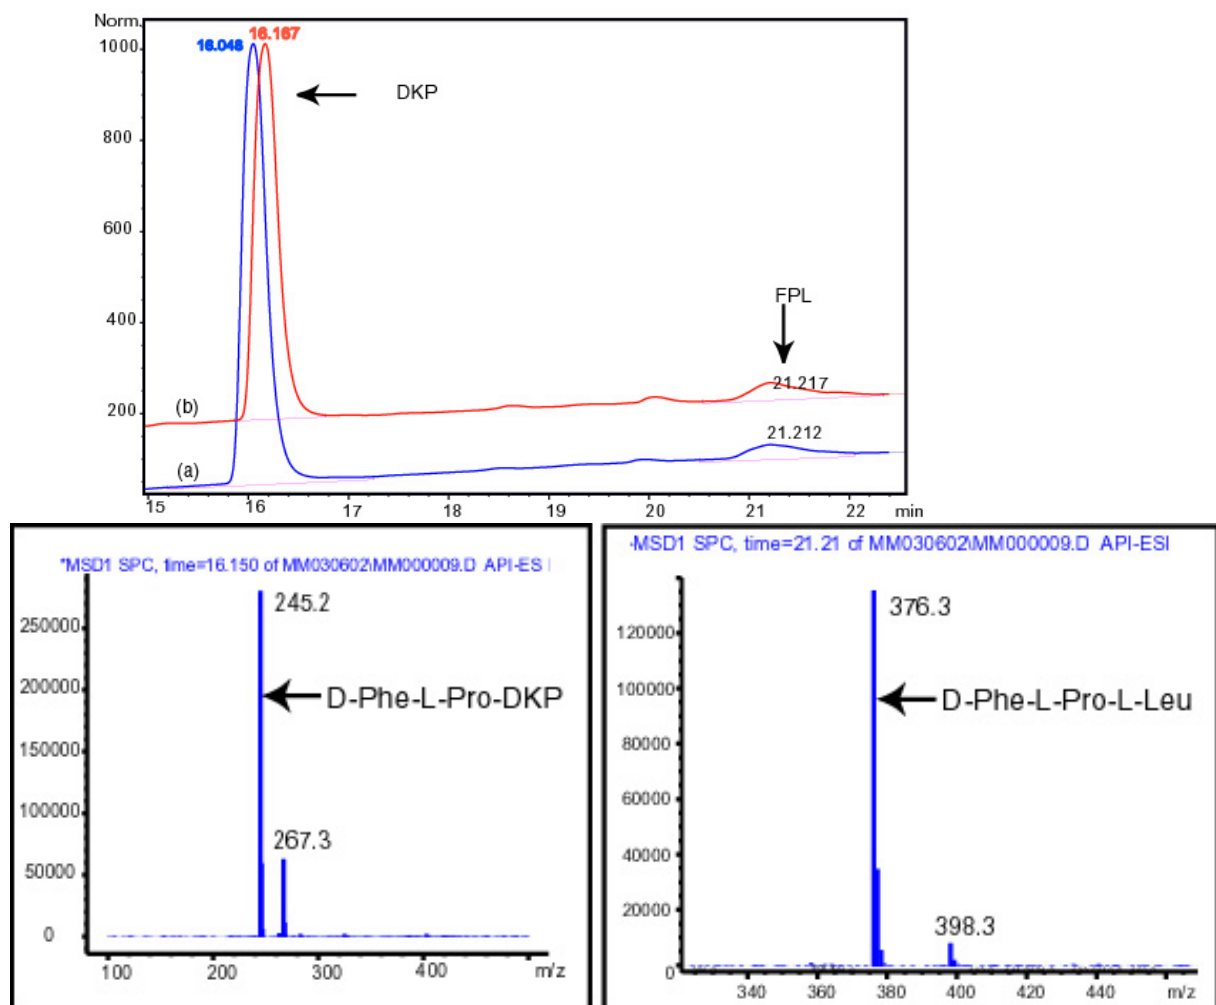 Norm.
16.048 16.167
1000
DKP
800
600
400
FPL
21.217
200
(b)
21.212
(a)
15 16 17 18 19 20 21 22 min
*MSD1 SPC, time=16.150 of MM030602\MM000009.D API-ES
245.2
250000
200000
D-Phe-L-Pro-DKP
150000
100000
267.3
50000
0
100 200 300 400 m/z
MSD1 SPC, time=21.21 of MM030602\MM000009.D API-ESI
376.3
120000
100000
D-Phe-L-Pro-L-Leu
80000
60000
40000
20000
398.3
0
340 360 380 400 420 440 m/z